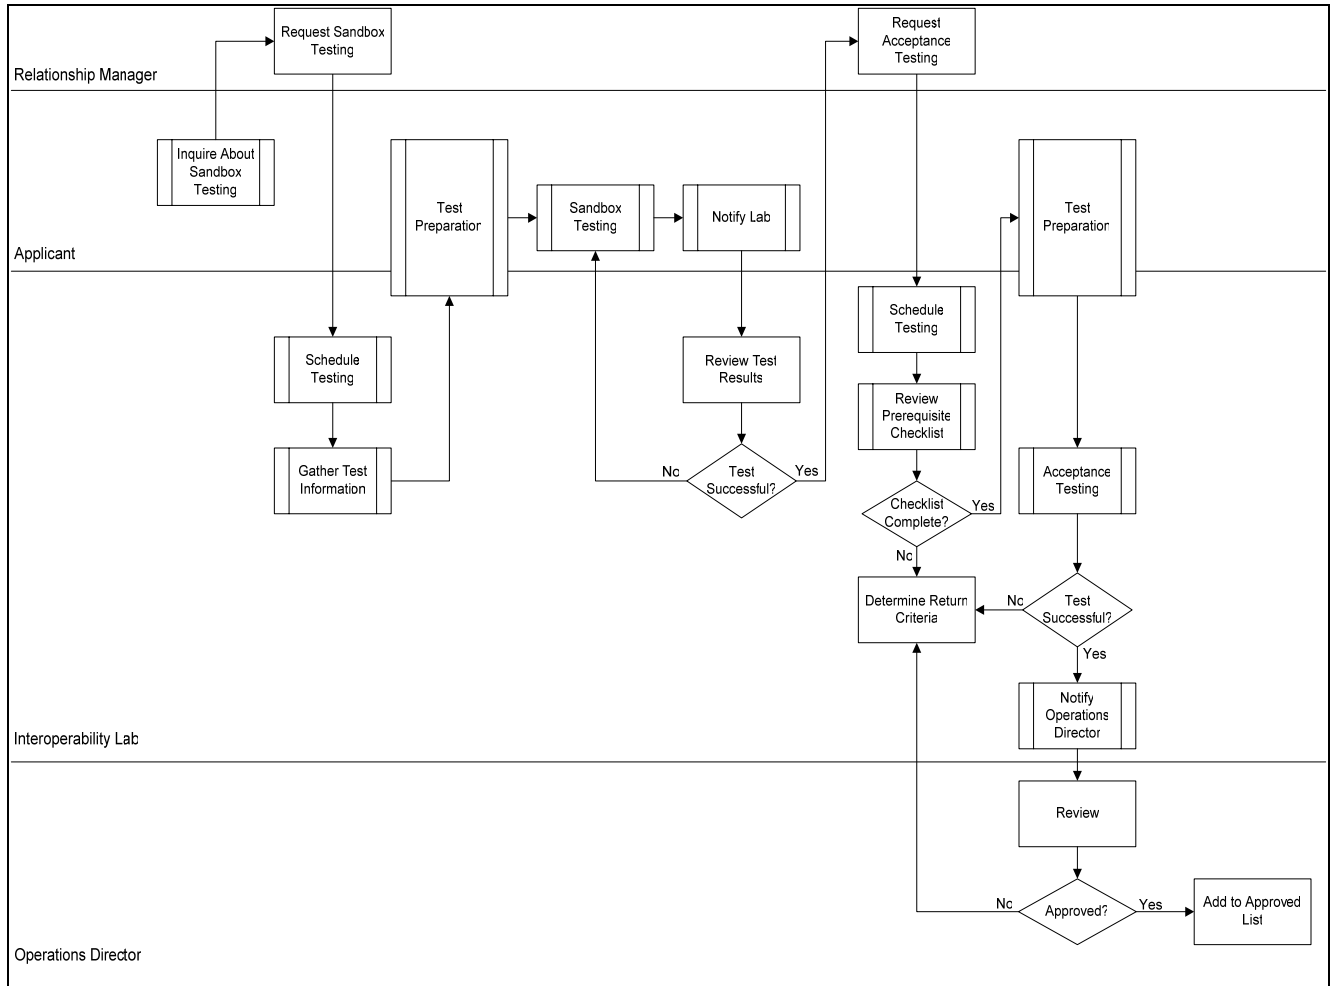 Request Sandbox
Testing
Request
Acceptance
Testing
Relationship Manager
Inquire About
Sandbox
Testing
Test
Preparation
Sandbox
Testing
Notify Lab
Test
Preparation
Applicant
Schedule
Testing
Schedule
Testing
Review Test
Results
Review
Prerequisite
Checklist
Gather Test
Information
No
Test
Successful?
Yes
Checklist
Complete?
Yes
No
Acceptance
Testing
Determine Return
Criteria
No
Test
Successful?
Yes
Notify
Operations
Director
Interoperability Lab
Review
No
Approved?
Yes
Add to Approved
List
Operations Director